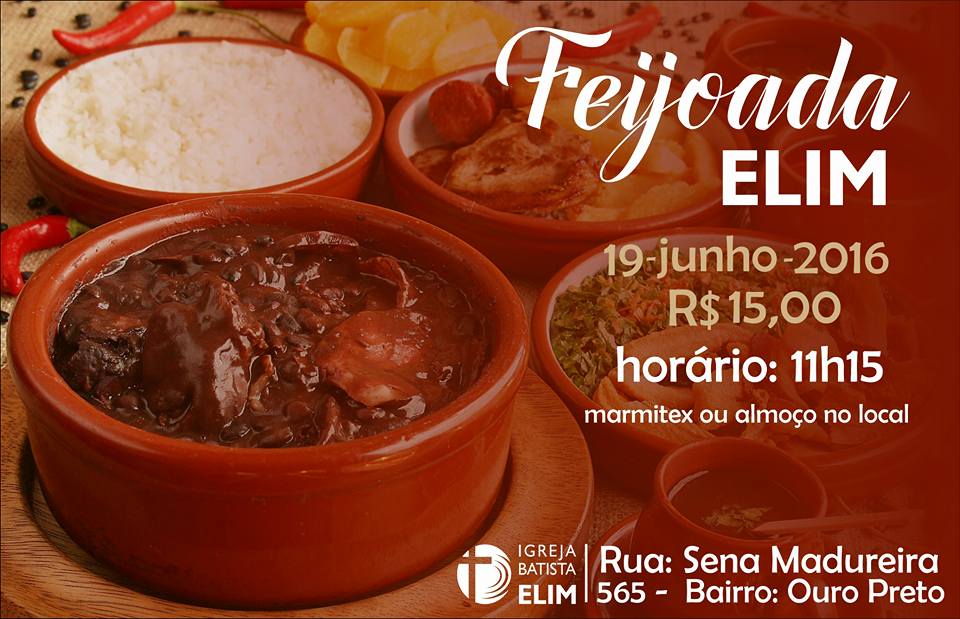 Feijoada
ELIM
19-junho-2016
R$ 15,00
horário: 11h15
marmitex ou almoço no local
IGREJA
BATISTA
ELIM
Rua: Sena Madureira
565 - Bairro: Ouro Preto